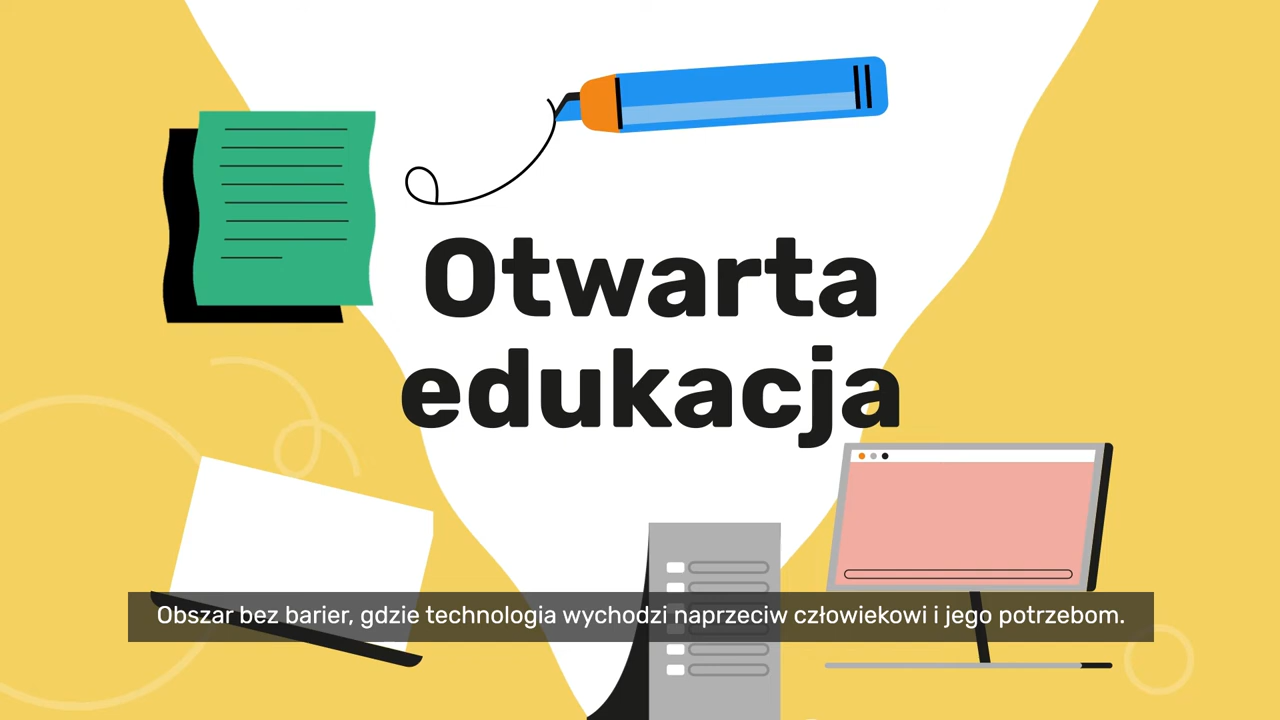 Otwarta
edukacja
Obszar bez barier, gdzie technologia wychodzi naprzeciw człowiekowi i jego potrzebom.